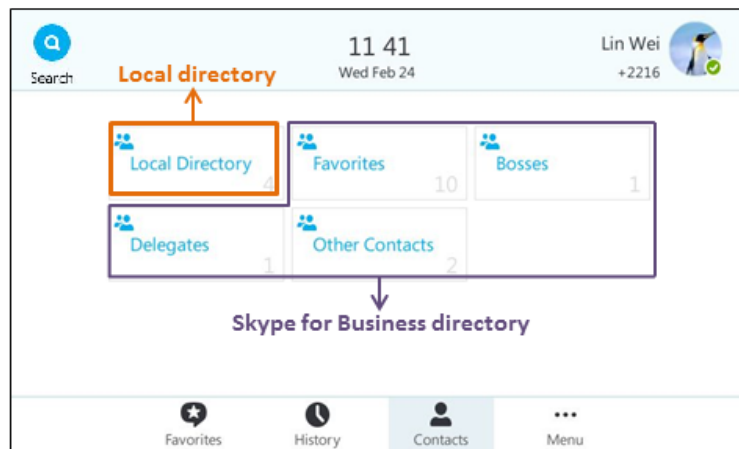 11 41
Lin Wei
Search
Local directory
Wed Feb 24
+2216
Local Directory
4
Favorites
10
Bosses
1
Delegates
1
Other Contacts
2
Skype for Business directory
Favorites
History
Contacts
Menu